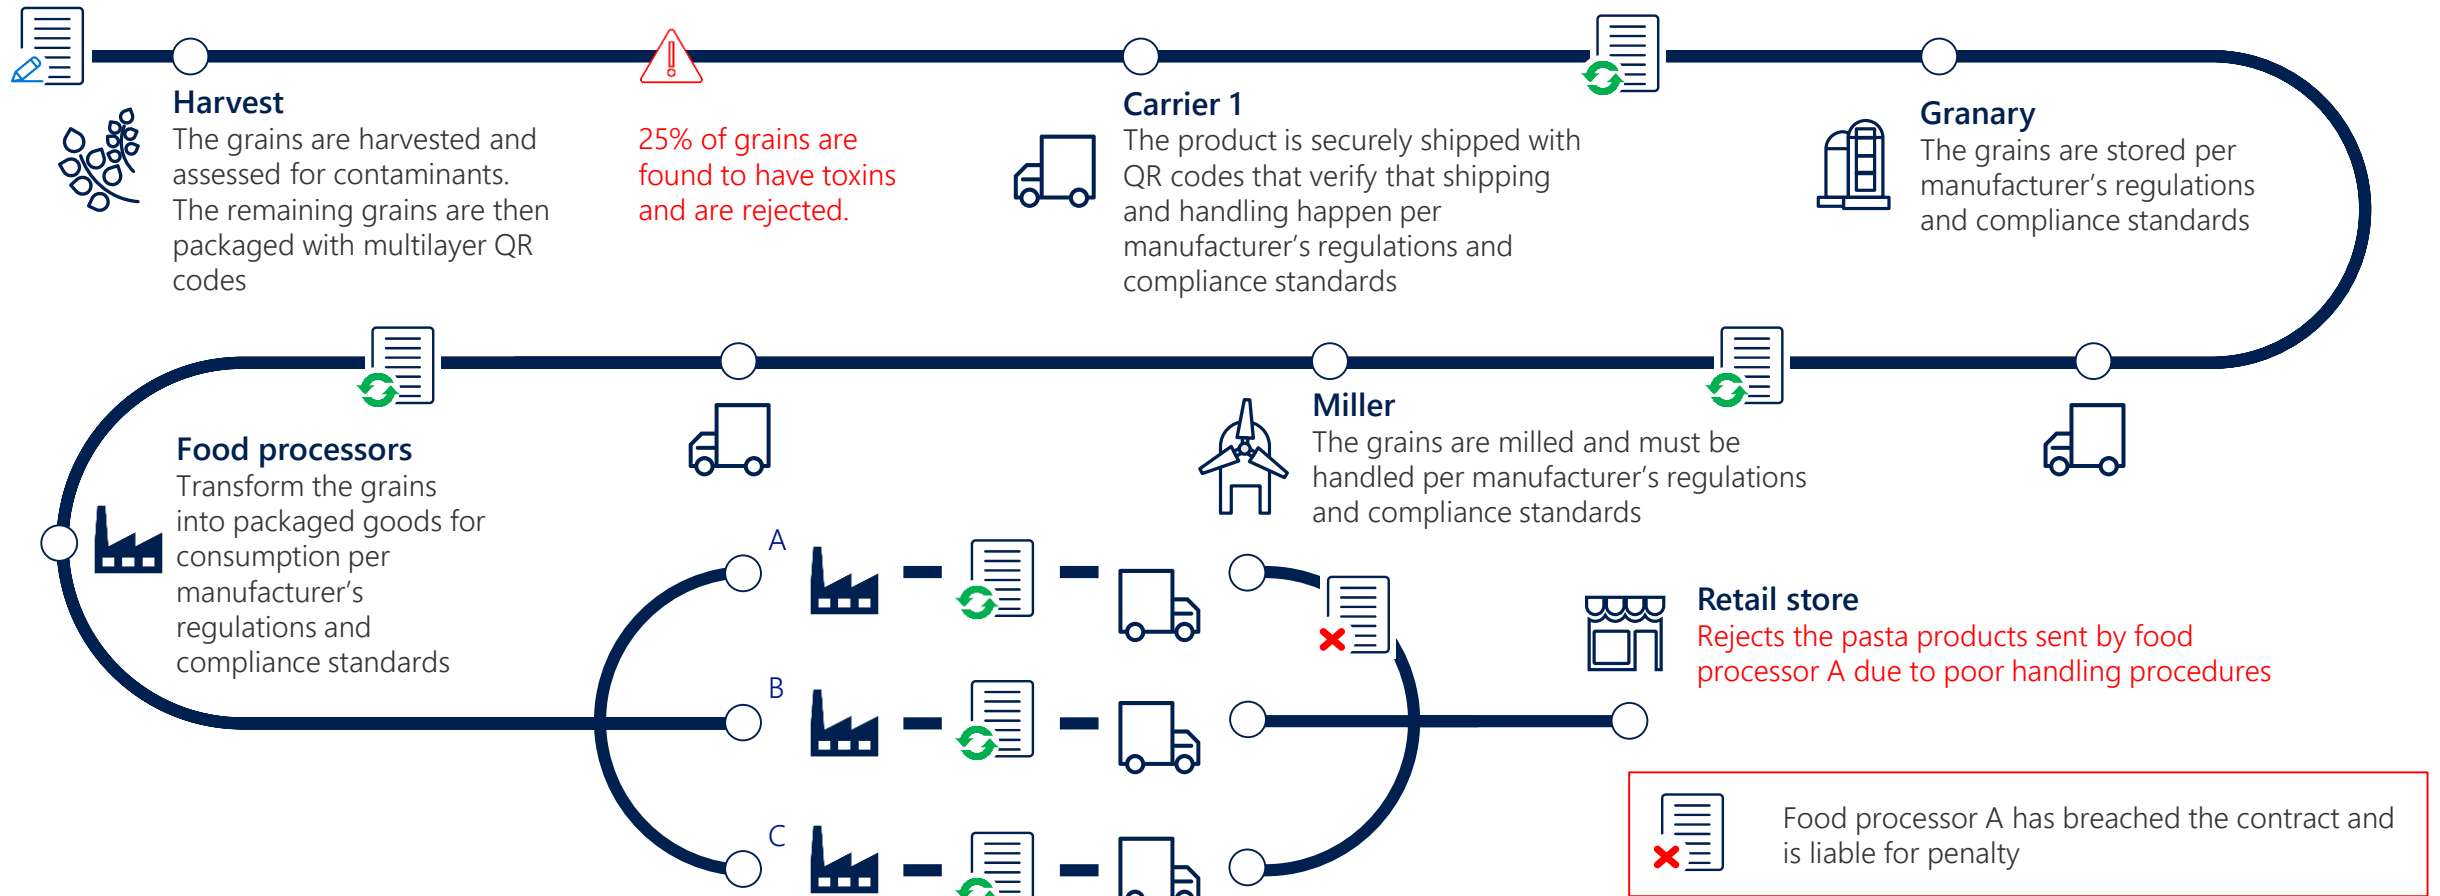 Harvest
The grains are harvested and
assessed for contaminants.
The remaining grains are then
packaged with multilayer QR
codes
25% of grains are
found to have toxins
and are rejected.
Carrier 1
The product is securely shipped with
QR codes that verify that shipping
and handling happen per
manufacturer's regulations and
compliance standards
Granary
The grains are stored per
manufacturer's regulations
and compliance standards
Miller
The grains are milled and must be
handled per manufacturer's regulations
and compliance standards
Food processors
Transform the grains
into packaged goods for
consumption per
manufacturer's
regulations and
compliance standards
A
B
C
Retail store
Rejects the pasta products sent by food
processor A due to poor handling procedures
Food processor A has breached the contract and
is liable for penalty